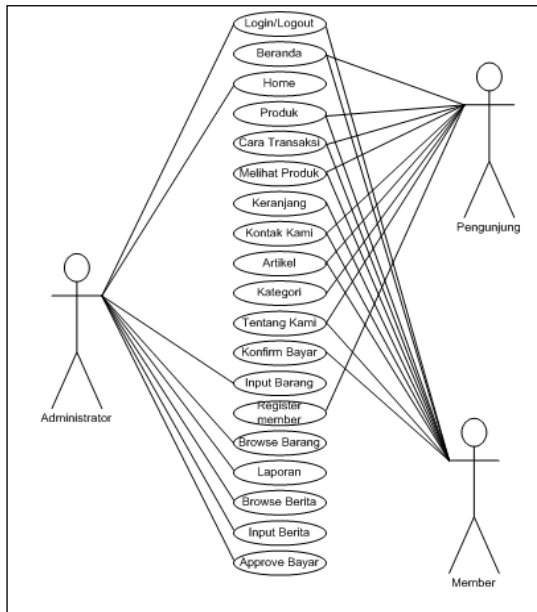 Login/Logout
Beranda
Home
Produk
Cara Transaksi
Melihat Produk
Keranjang
Kontak Kami
Artikel
Kategori
Tentang Kami
Konfirm Bayar
Input Barang
Register
member
Browse Barang
Laporan
Browse Berita
Input Berita
Approve Bayar
Administrator
Pengunjung
Member